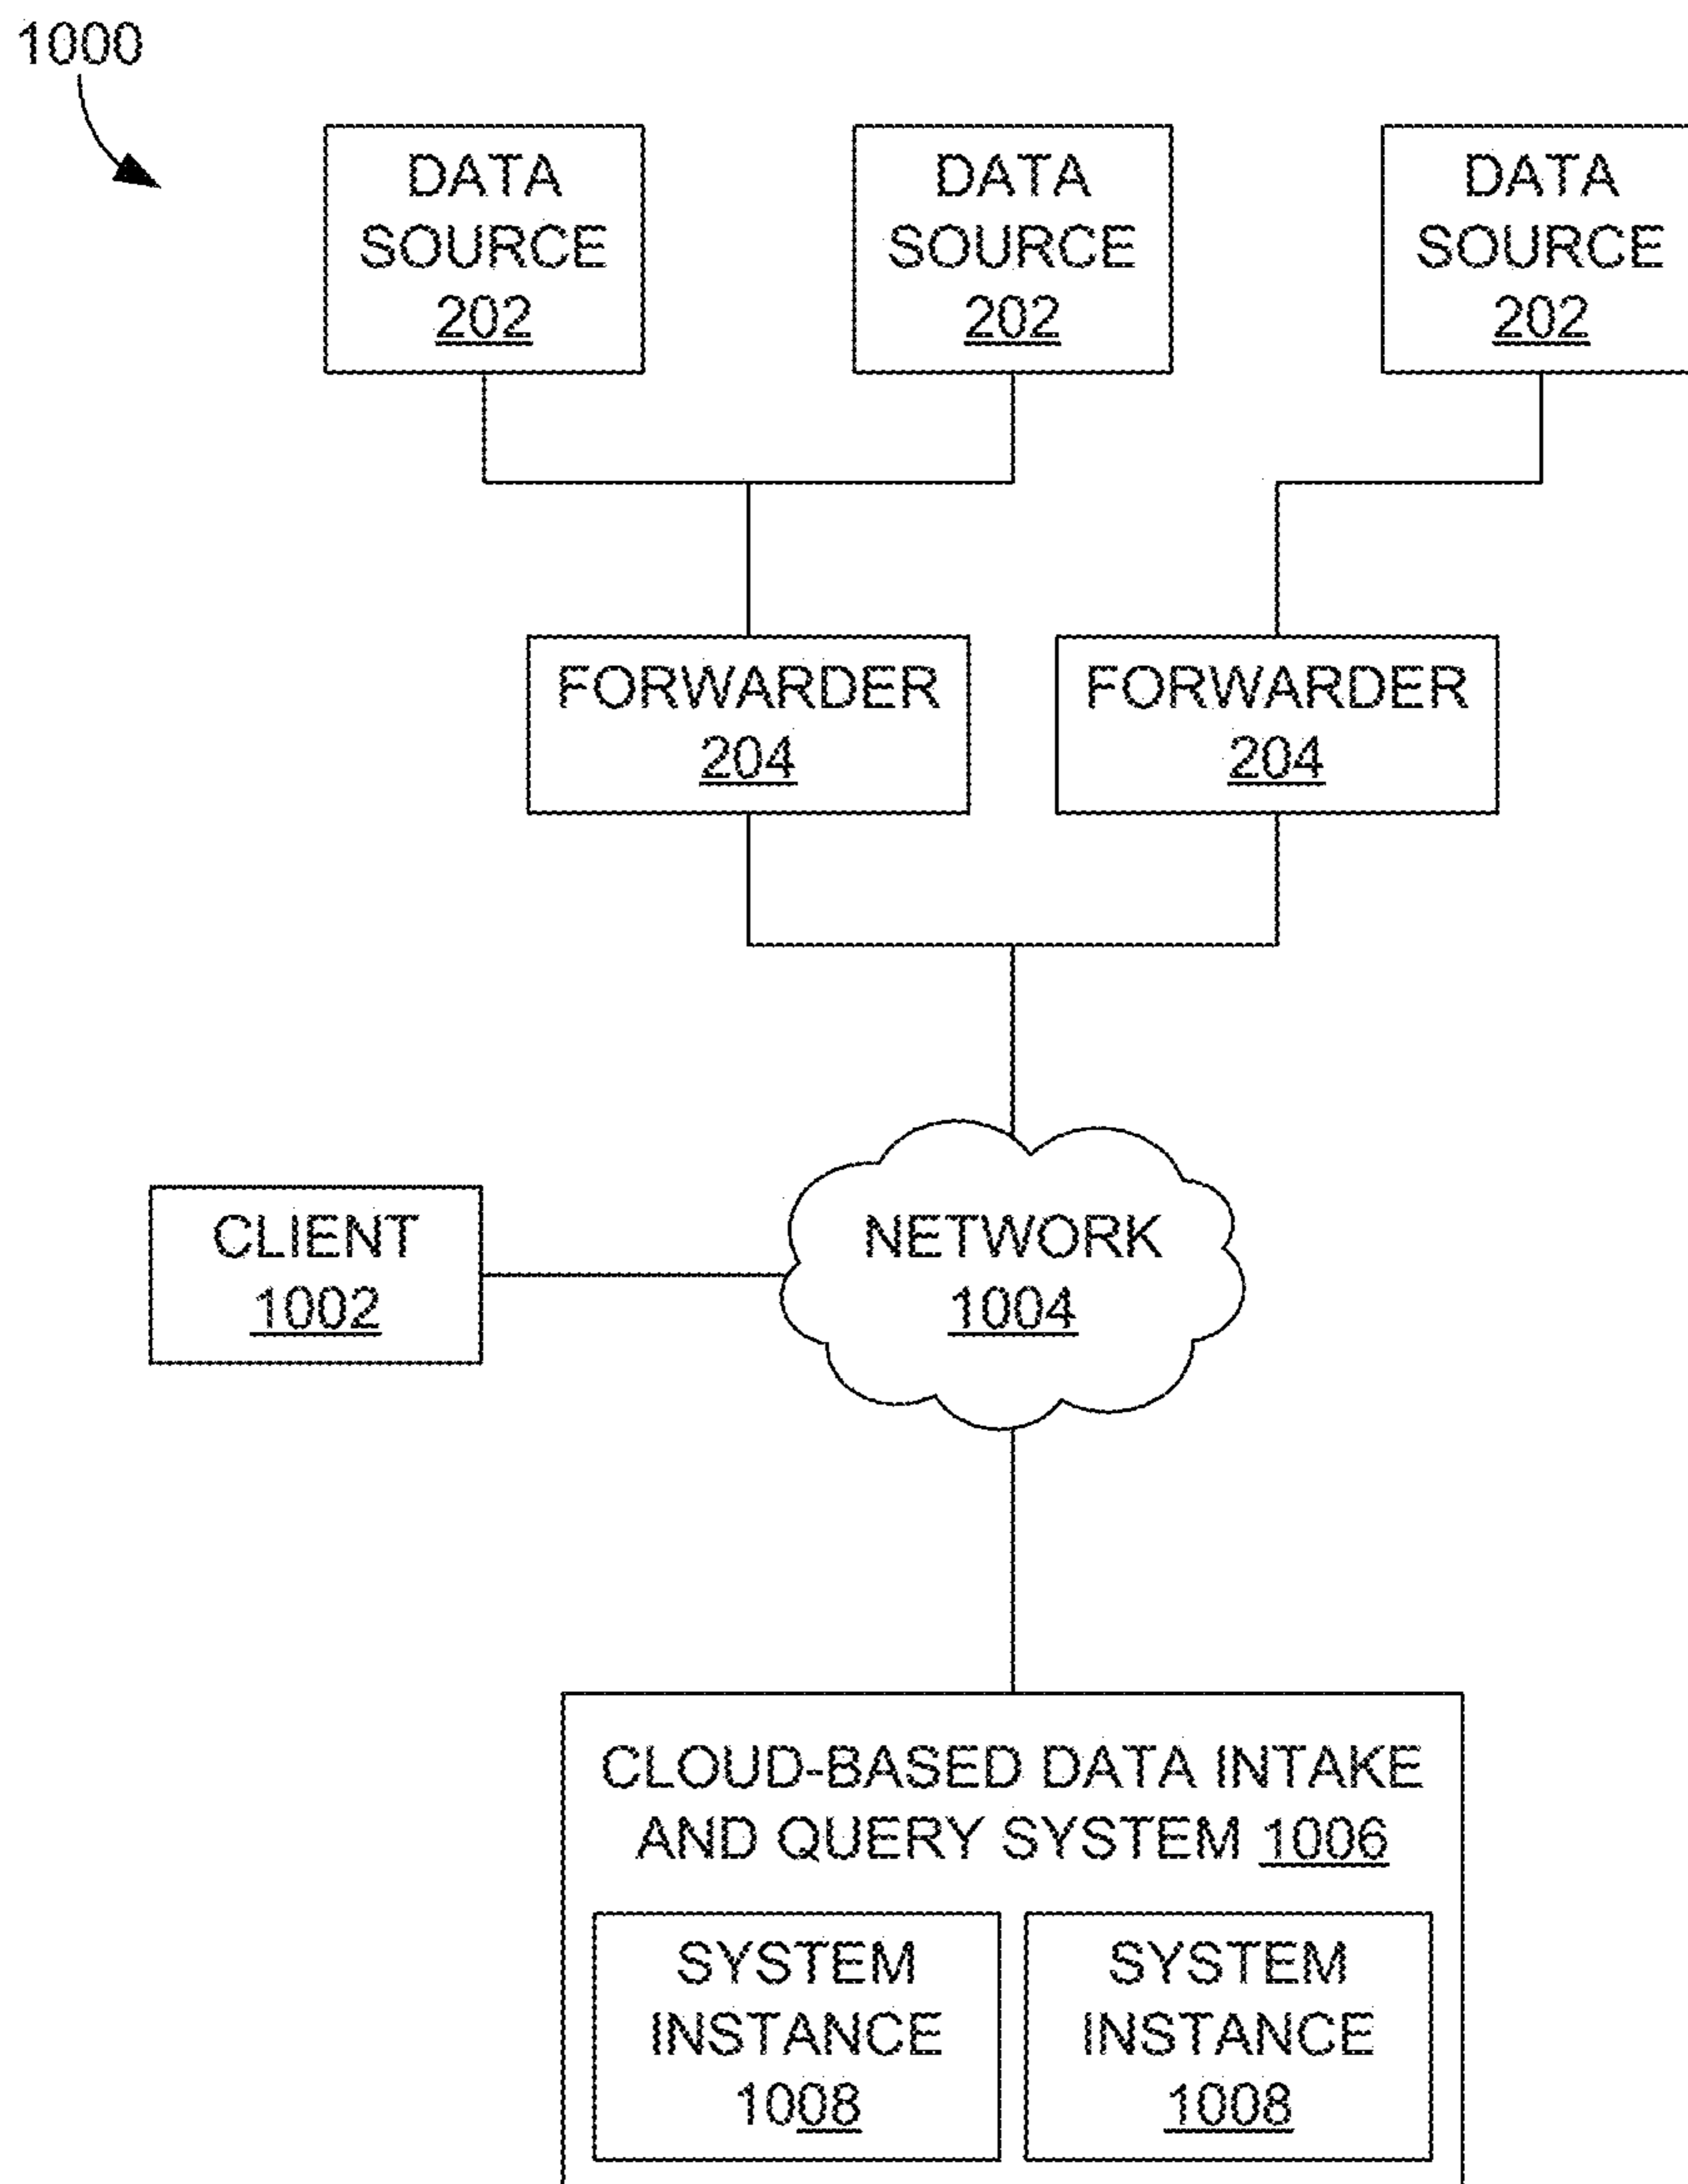 1000
DATA
SOURCE
202
DATA
SOURCE
202
DATA
SOURCE
202
FORWARDER
204
FORWARDER
204
CLIENT
1002
NETWORK
1004
CLOUD-BASED DATA INTAKE
AND QUERY SYSTEM 1006
SYSTEM
INSTANCE
1008
SYSTEM
INSTANCE
1008